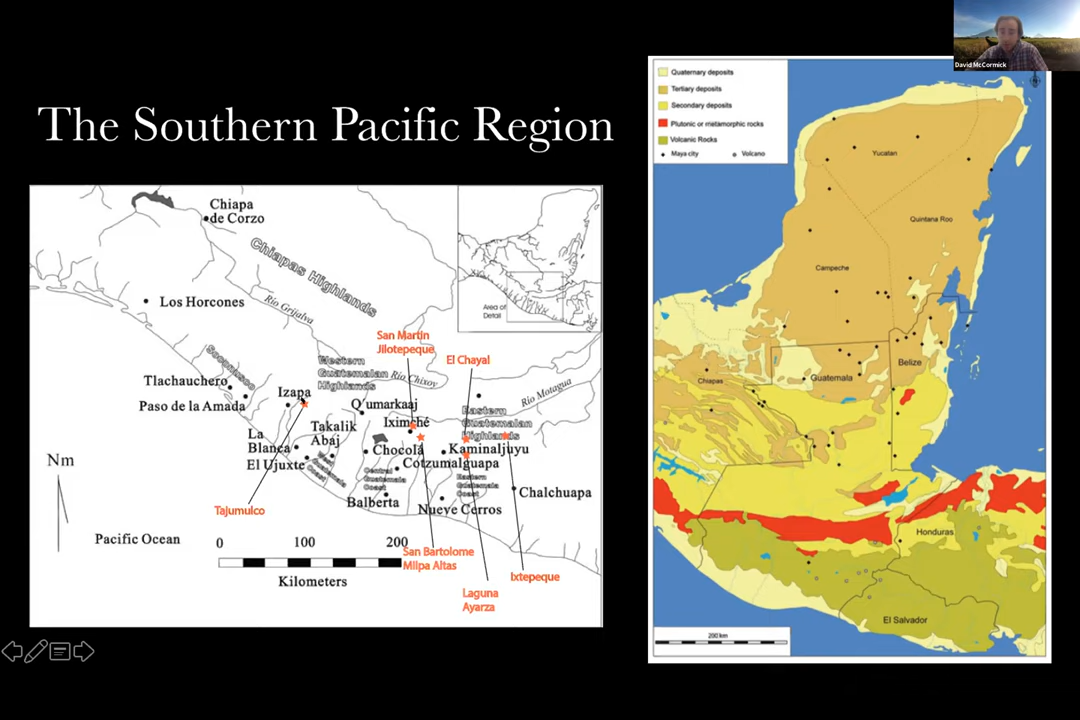 David McCormick
The Southern Pacific Region
Chiapa
de Corzo
Chiapas Highlands
Los Horcones
Rio Grijalva
Area of
Detail
San Martin
Jilotepeque
El Chayal
Soconusco
Western
Guatemalan
Highlands
Rio Chixov
Rio Motagua
Tlachauchero
Izapa
Paso de la Amada
Q'umarkaaj
Iximché
Eastern
Guatemalan
Highlands
Takalik
Abaj
La
Blanca
Chocola
Kaminaljuyu
El Ujuxte
Cotzumalguapa
West
Guatemala
Coast
Central
Guatemala
Coast
Eastern
Guatemala
Coast
Balberta
Nueve Cerros
Chalchuapa
Nm
Tajumulco
Pacific Ocean
0
100
200
Kilometers
San Bartolome
Milpa Altas
Ixtepeque
Laguna
Ayarza
Quaternary deposits
Tertiary deposits
Secondary deposits
Plutonic or metamorphic rocks
Volcanic Rocks
Maya city
Volcano
Yucatan
Quintana Roo
Campeche
Belize
Guatemala
Chiapas
Honduras
El Salvador
200 km